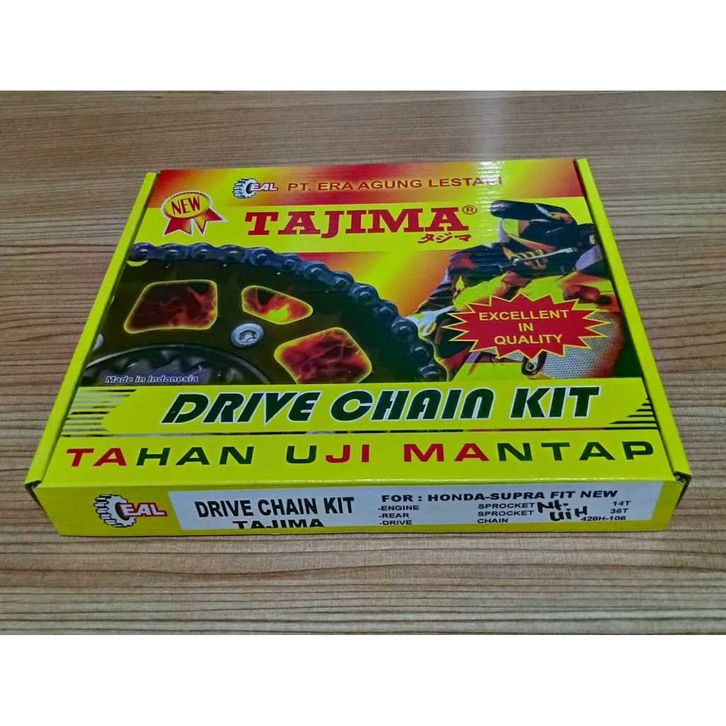 EAL PT. ERA AGUNG LESTARI
NEW
TAJIMA®
タジマ
EXCELLENT
IN
QUALITY
Made in Indonesia
DRIVE CHAIN KIT
TAHAN UJI MANTAP
EAL
DRIVE CHAIN KIT
TAJIMA
FOR : HONDA-SUPRA FIT NEW
-ENGINE SPROCKET 14T
-REAR SPROCKET 36T
-DRIVE CHAIN 428H-106